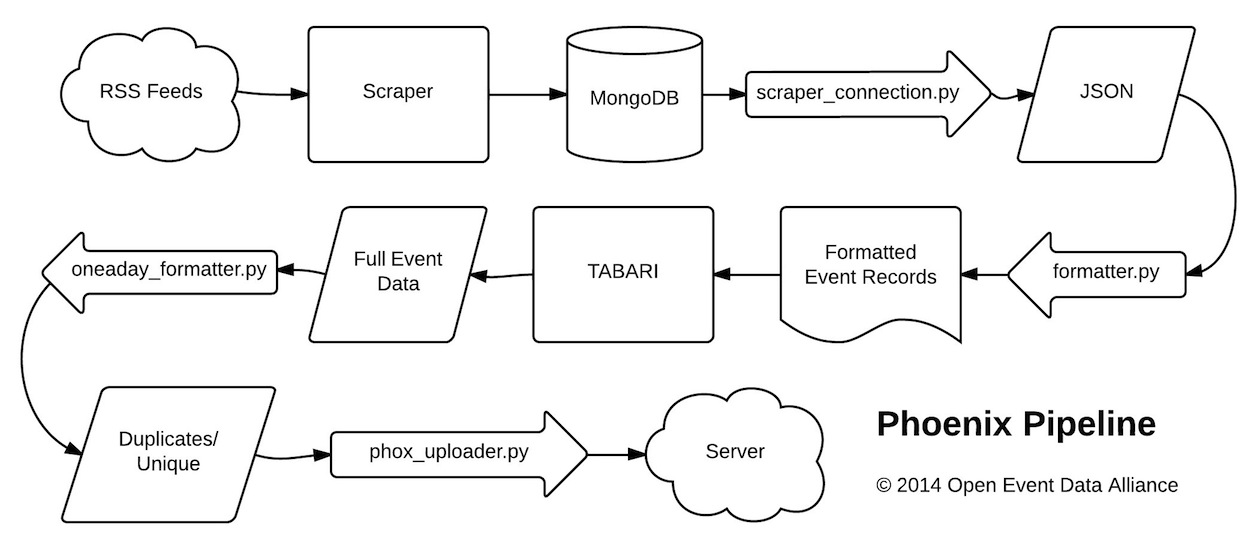 RSS Feeds
Scraper
MongoDB
scraper_connection.py
JSON
formatter.py
Formatted
Event Records
TABARI
Full Event
Data
oneaday_formatter.py
Duplicates/
Unique
phox_uploader.py
Server
Phoenix Pipeline
© 2014 Open Event Data Alliance